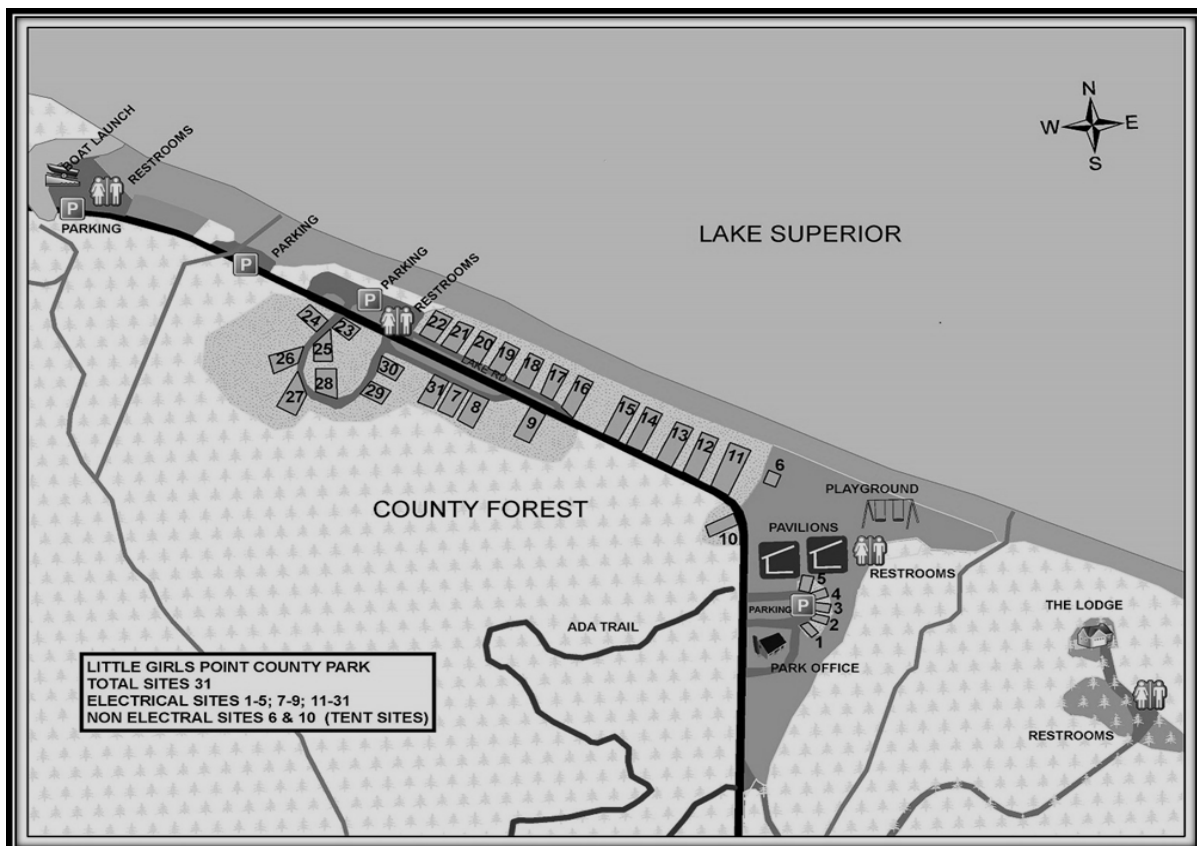 BOAT LAUNCH
RESTROOMS
P
PARKING
PARKING
P
PARKING
P
RESTROOMS
N
W E
S
LAKE SUPERIOR
24
23
22
21
20
19
18
17
16
25
26
27
28
30
29
LAKE RD
31
7
8
9
15
14
13
12
11
6
10
COUNTY FOREST
PLAYGROUND
PAVILIONS
RESTROOMS
5
4
3
2
1
PARKING
P
PARK OFFICE
ADA TRAIL
THE LODGE
RESTROOMS
LITTLE GIRLS POINT COUNTY PARK
TOTAL SITES 31
ELECTRICAL SITES 1-5; 7-9; 11-31
NON ELECTRAL SITES 6 & 10 (TENT SITES)